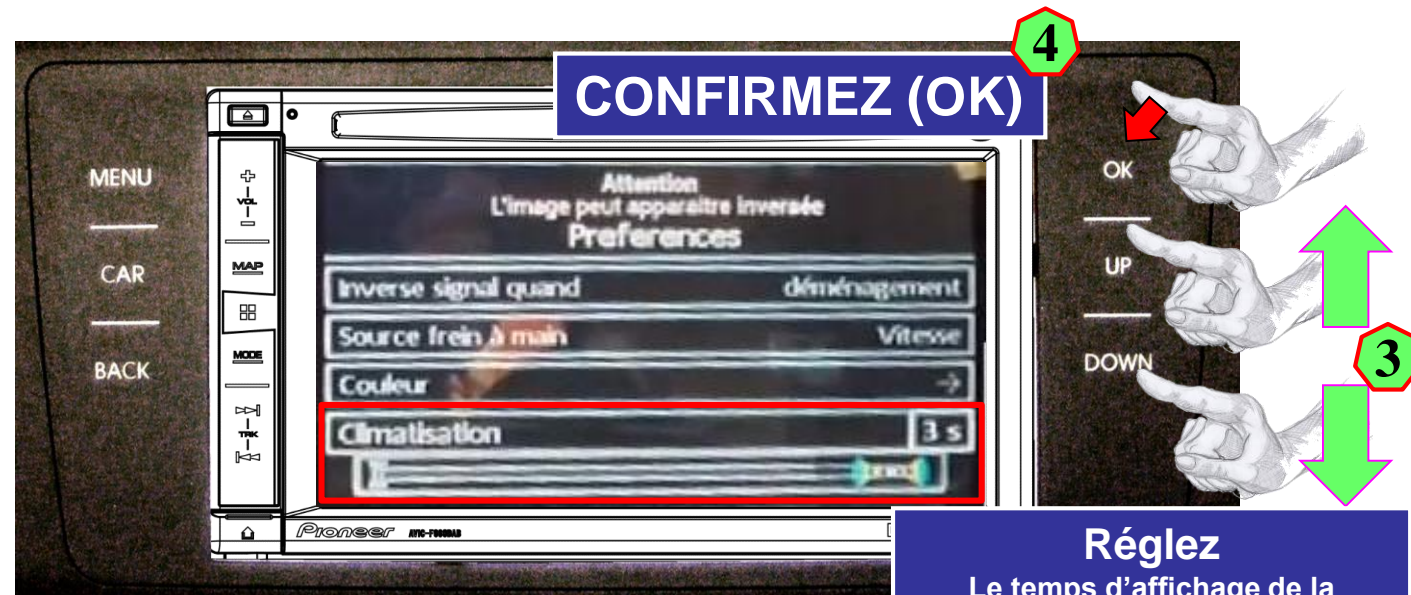 4
CONFIRMEZ (OK)
MENU
CAR
BACK
VOL
MAP
MODE
TRK
Attention
L'image peut apparaitre inversée
Preferences
Inverse signal quand déménagement
Source frein à main Vitesse
Couleur →
Climatisation 3 s
Pioneer AVIC-F900DAB
OK
UP
DOWN
3
Réglez
Le temps d'affichage de la